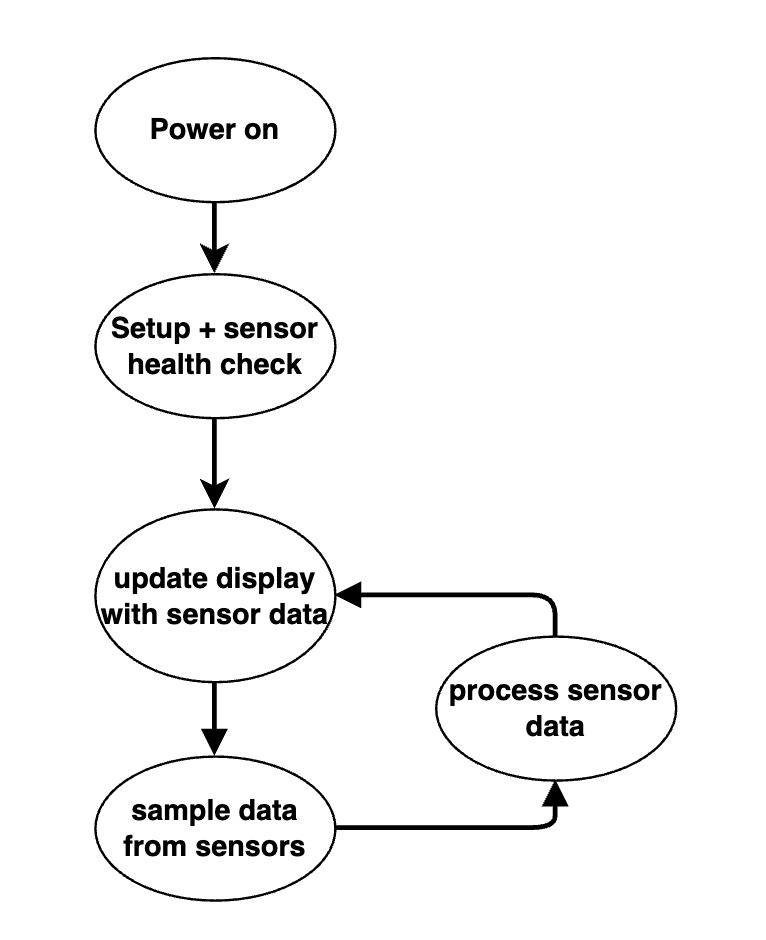 Power on
Setup + sensor
health check
update display
with sensor data
process sensor
data
sample data
from sensors